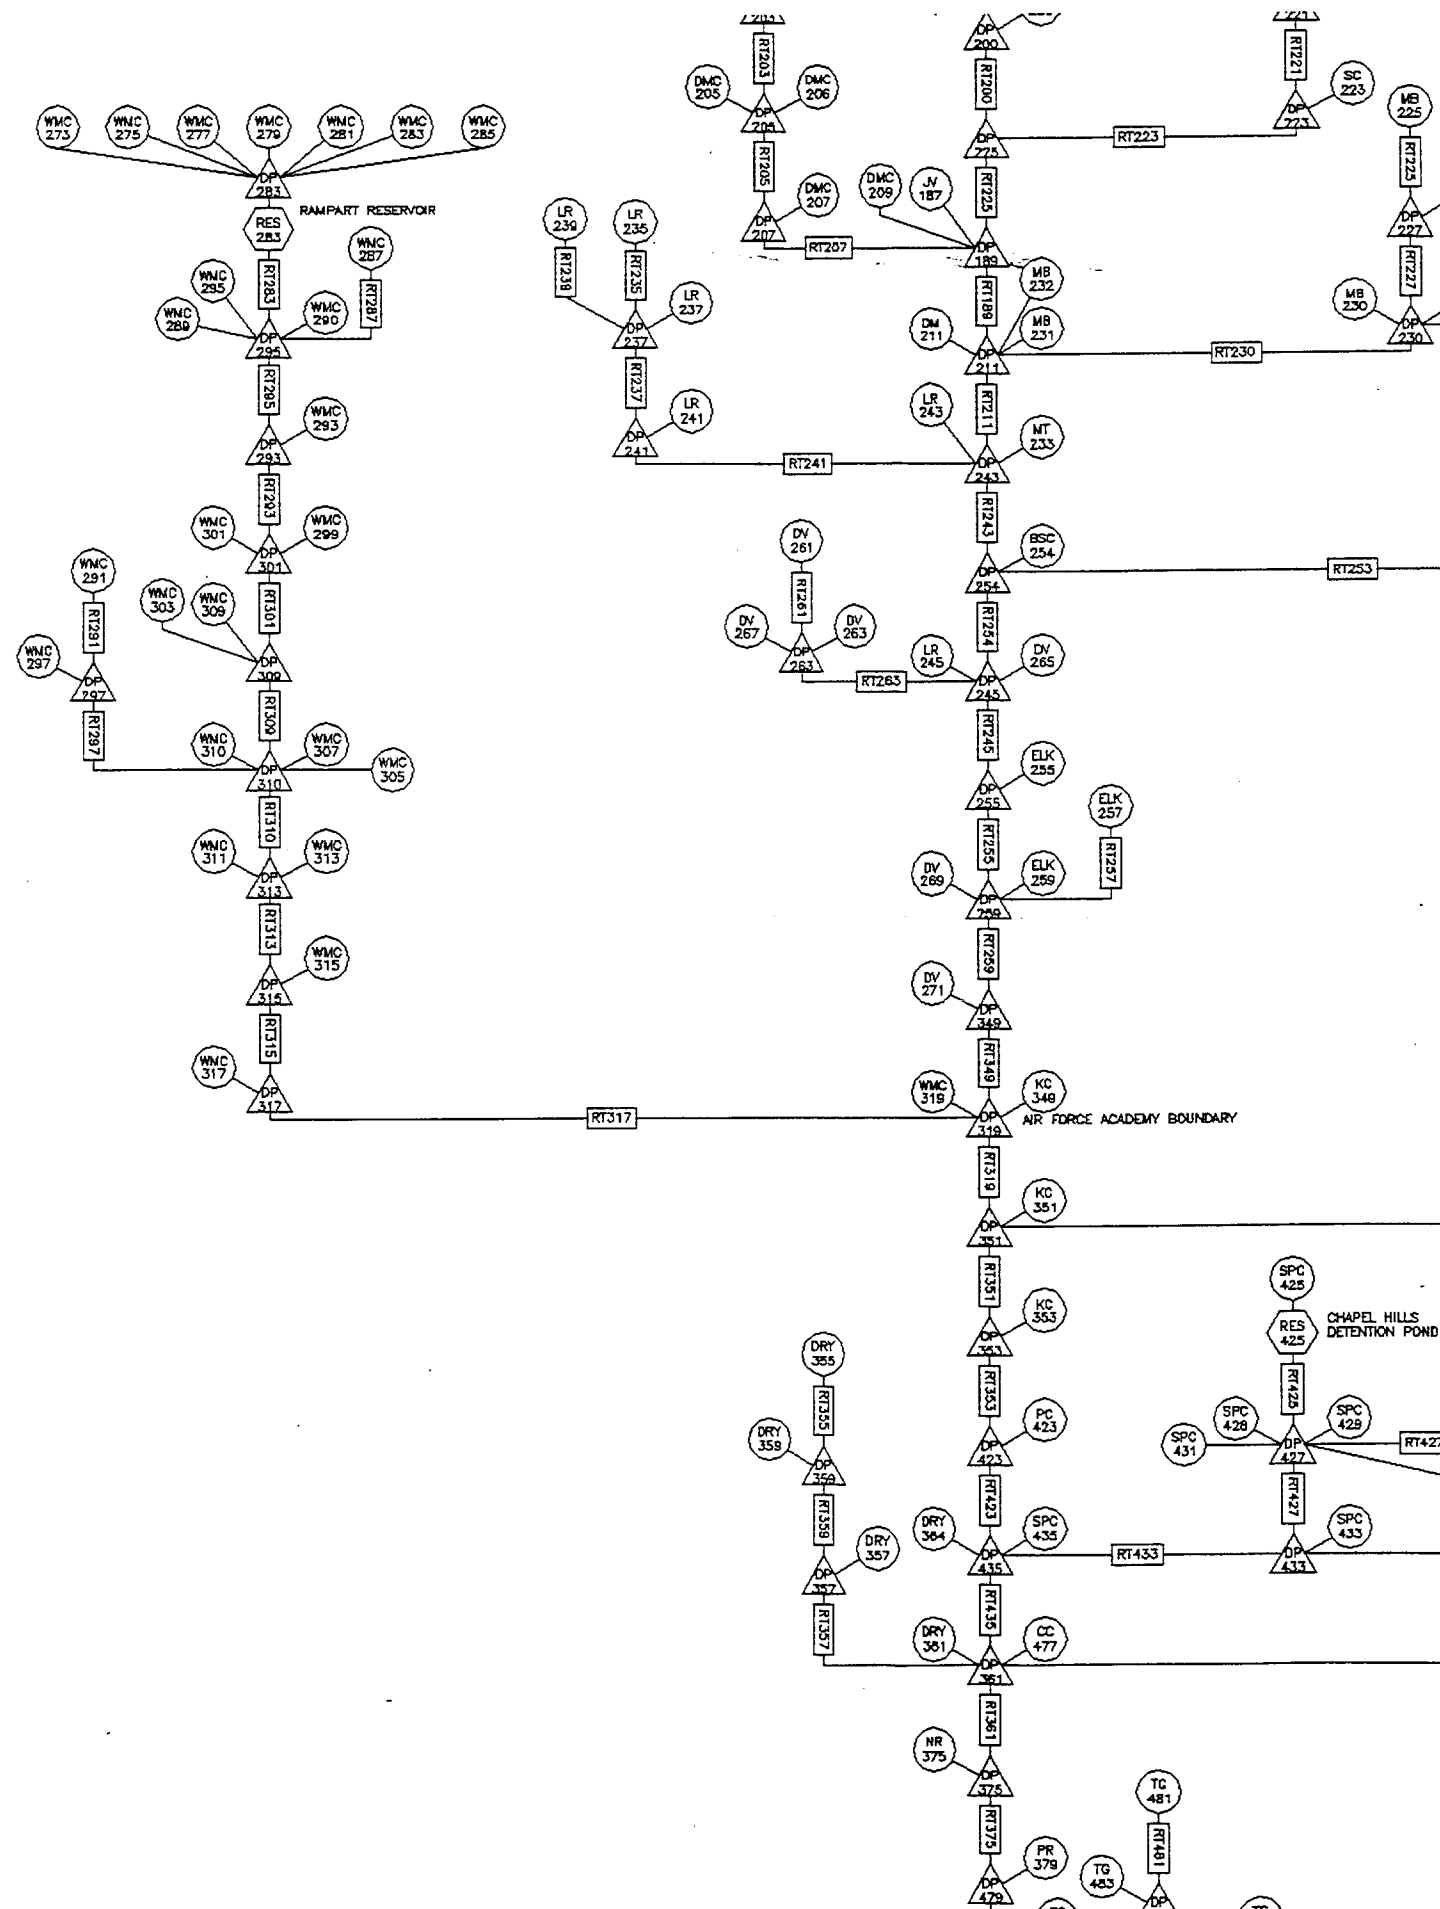 DP
200
RT203
RT200
RT221
DMC
205
DMC
206
DP
205
SC
223
DP
223
MB
225
WMC
273
WMC
275
WMC
277
WMC
279
WMC
281
WMC
283
WMC
285
DP
225
RT223
RT205
RT225
RT225
DP
283
DMC
209
JV
187
DMC
207
RES
283
RAMPART RESERVOIR
LR
239
LR
235
DP
207
RT207
DP
189
DP
227
WMC
287
WMC
295
RT283
RT287
RT239
RT235
MB
232
RT189
RT227
WMC
289
WMC
290
LR
237
DP
237
DM
211
MB
231
MB
230
DP
230
DP
295
DP
211
RT230
RT295
RT237
RT211
WMC
293
LR
241
LR
243
MT
233
DP
293
DP
241
RT241
DP
243
RT293
RT243
WMC
301
WMC
299
DV
261
BSC
254
DP
301
DP
254
RT253
WMC
291
WMC
303
WMC
309
RT301
RT261
RT254
RT291
DV
267
DV
263
WMC
297
DP
309
DP
263
LR
245
DV
265
DP
297
RT263
DP
245
RT297
RT309
RT245
WMC
310
WMC
307
WMC
305
DP
310
ELK
255
DP
255
ELK
257
RT310
RT255
RT257
WMC
311
WMC
313
DP
313
DV
269
ELK
259
DP
259
RT313
RT259
WMC
315
DP
315
DV
271
DP
349
RT315
RT349
WMC
317
DP
317
WMC
319
KC
349
DP
319
RT317
AIR FORCE ACADEMY BOUNDARY
RT319
KC
351
DP
351
RT351
SPC
425
KC
353
DP
353
RES
425
CHAPEL HILLS
DETENTION POND
DRY
355
RT355
RT353
RT425
DRY
359
DP
359
PC
423
DP
423
SPC
428
SPC
429
SPC
431
DP
427
RT427
RT359
RT423
RT427
DRY
357
DP
357
DRY
364
SPC
435
DP
435
RT433
SPC
433
DP
433
RT357
RT435
DRY
361
CC
477
DP
361
RT361
NR
375
DP
375
TG
481
RT375
RT481
PR
379
DP
479
TG
483
DP